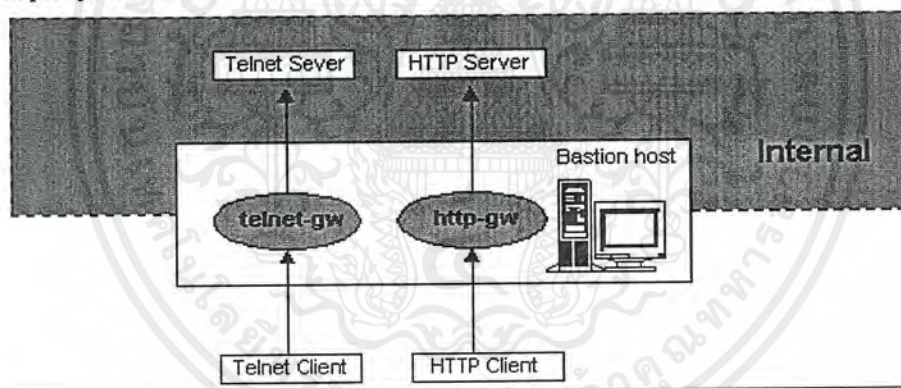 Telnet Sever
HTTP Server
Bastion host
Internal
telnet-gw
http-gw
Telnet Client
HTTP Client